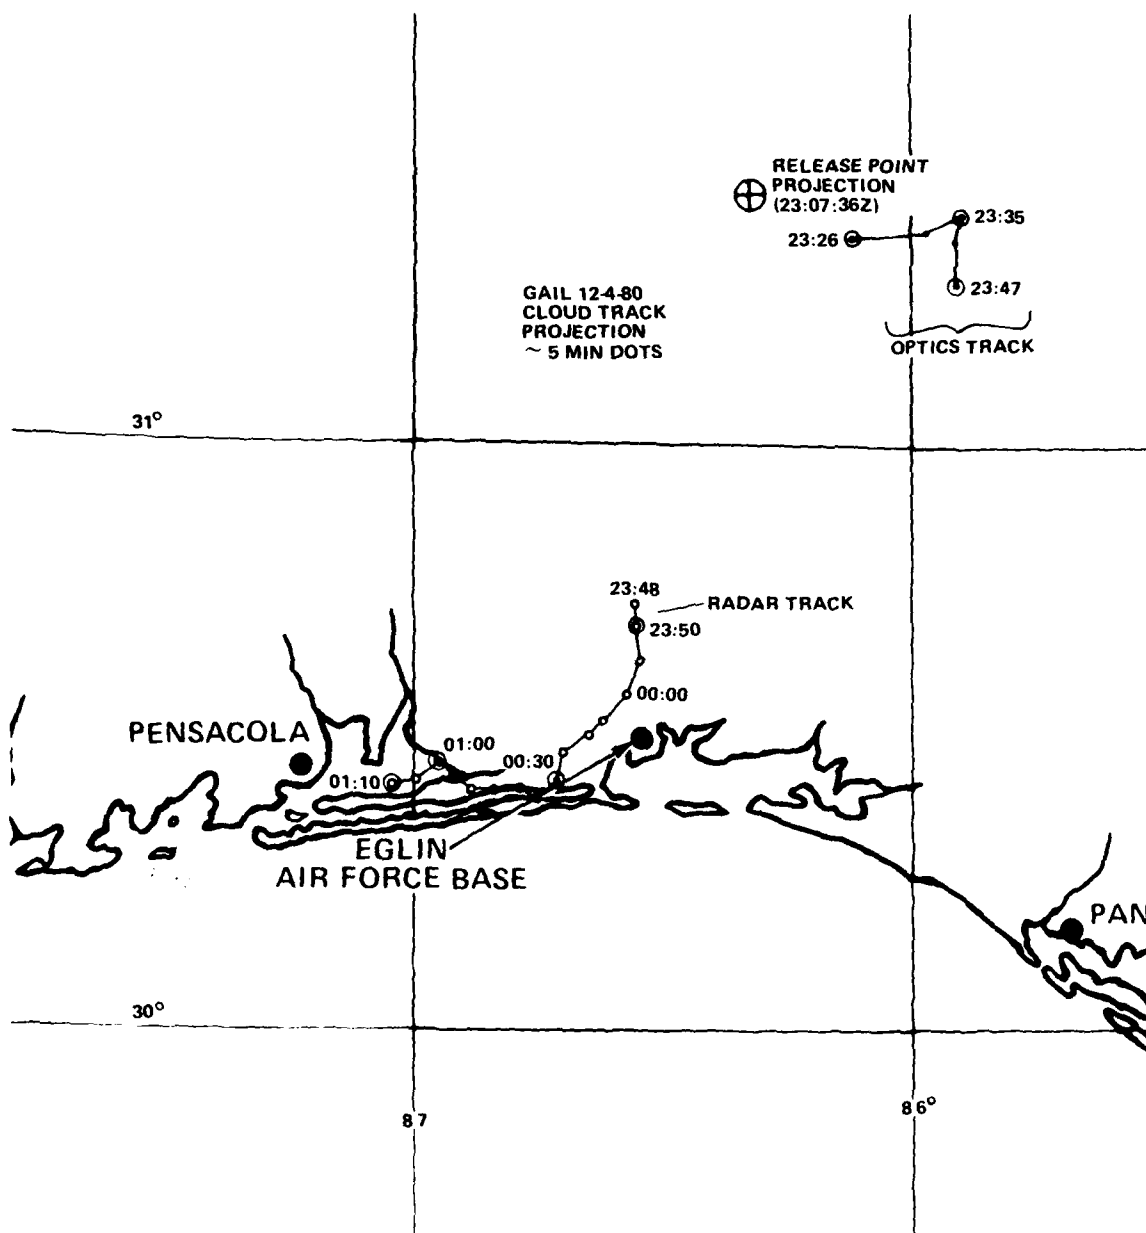 RELEASE POINT
PROJECTION
(23:07:36Z)
23:35
23:26
23:47
OPTICS TRACK
GAIL 12-4-80
CLOUD TRACK
PROJECTION
~ 5 MIN DOTS
31°
23:48
RADAR TRACK
23:50
00:00
PENSACOLA
01:00
00:30
01:10
EGLIN
AIR FORCE BASE
PAN
30°
87
86°